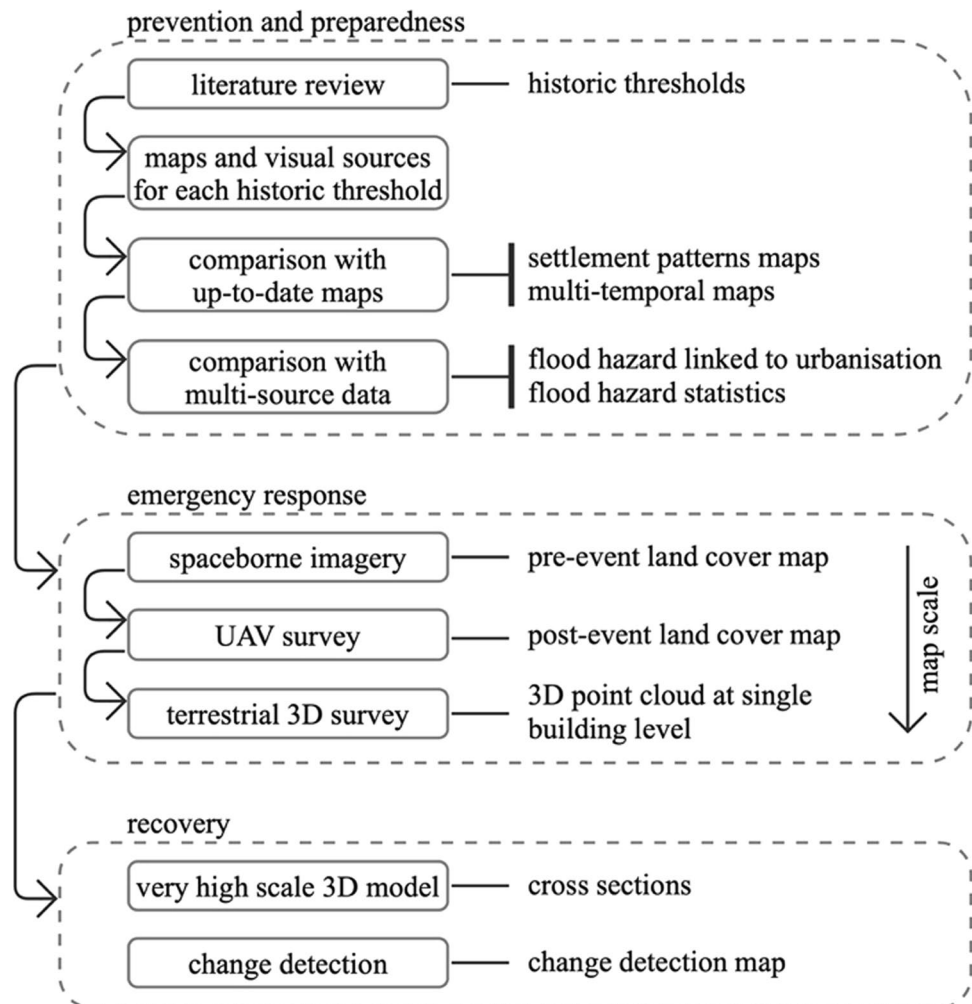 prevention and preparedness
literature review
historic thresholds
maps and visual sources
for each historic threshold
comparison with
up-to-date maps
settlement patterns maps
multi-temporal maps
comparison with
multi-source data
flood hazard linked to urbanisation
flood hazard statistics
emergency response
spaceborne imagery
pre-event land cover map
UAV survey
post-event land cover map
terrestrial 3D survey
3D point cloud at single
building level
map scale
recovery
very high scale 3D model
cross sections
change detection
change detection map